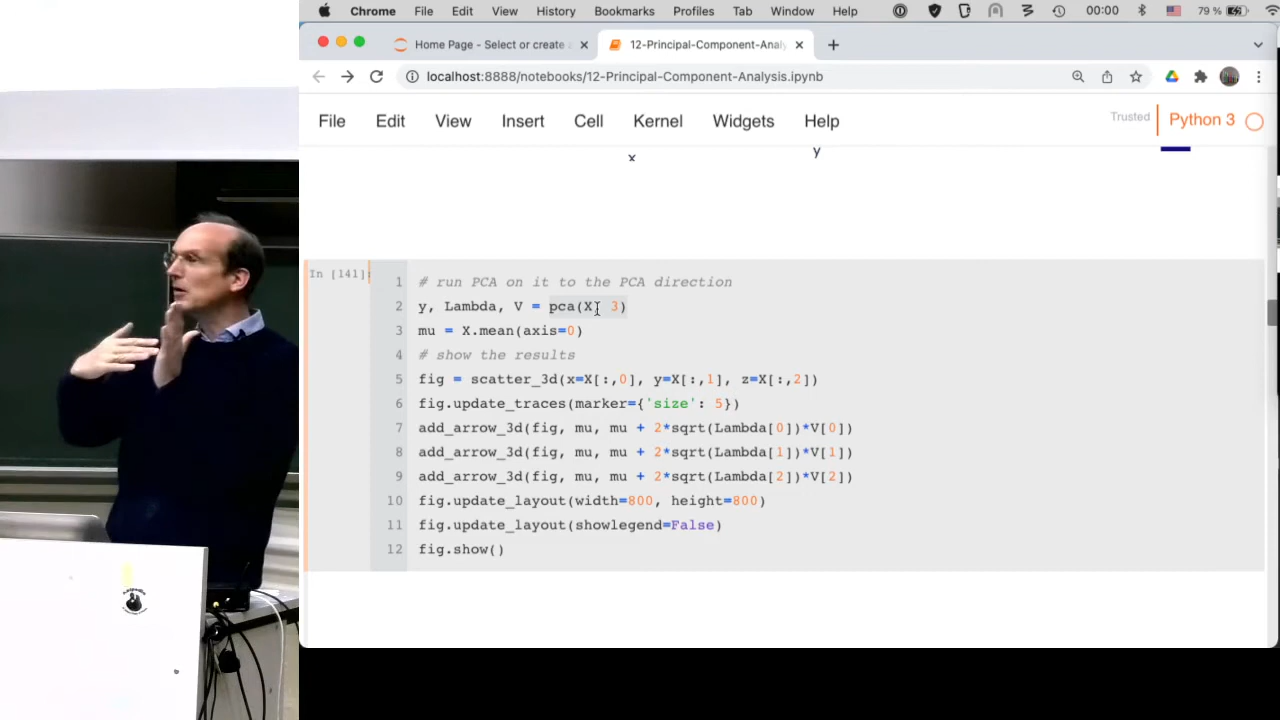 Chrome File Edit View History Bookmarks Profiles Tab Window Help 00:00 79 %
Home Page - Select or create a
12-Principal-Component-Analy
localhost:8888/notebooks/12-Principal-Component-Analysis.ipynb
File Edit View Insert Cell Kernel Widgets Help Trusted Python 3
x y
In [141]:
1 # run PCA on it to the PCA direction
2 y, Lambda, V = pca(X, 3)
3 mu = X.mean(axis=0)
4 # show the results
5 fig = scatter_3d(x=X[:,0], y=X[:,1], z=X[:,2])
6 fig.update_traces(marker={'size': 5})
7 add_arrow_3d(fig, mu, mu + 2*sqrt(Lambda[0])*V[0])
8 add_arrow_3d(fig, mu, mu + 2*sqrt(Lambda[1])*V[1])
9 add_arrow_3d(fig, mu, mu + 2*sqrt(Lambda[2])*V[2])
10 fig.update_layout(width=800, height=800)
11 fig.update_layout(showlegend=False)
12 fig.show()